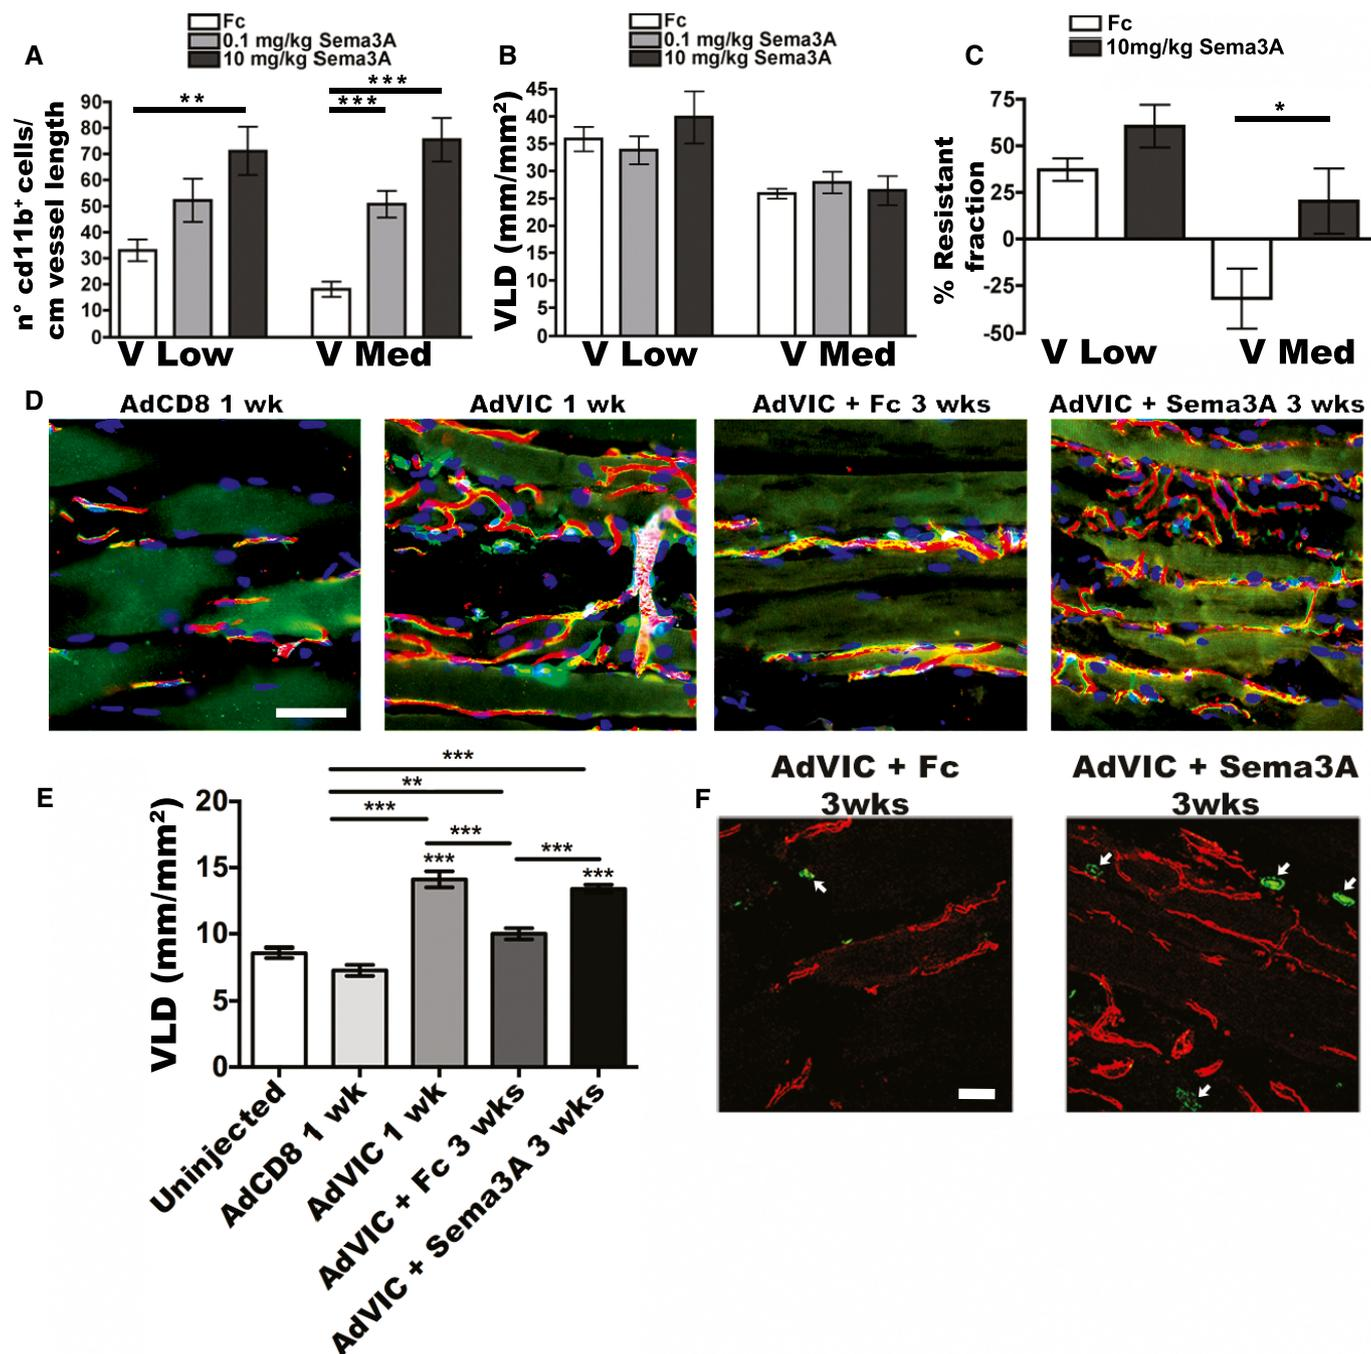 A
Fc
0.1 mg/kg Sema3A
10 mg/kg Sema3A
n° cd11b⁺ cells/
cm vessel length
90
80
70
60
50
40
30
20
10
0
**
***
***
V Low
V Med
B
Fc
0.1 mg/kg Sema3A
10 mg/kg Sema3A
VLD (mm/mm²)
45
40
35
30
25
20
15
10
5
0
V Low
V Med
C
Fc
10mg/kg Sema3A
% Resistant
fraction
75
50
25
0
-25
-50
*
V Low
V Med
D
AdCD8 1 wk
AdVIC 1 wk
AdVIC + Fc 3 wks
AdVIC + Sema3A 3 wks
E
VLD (mm/mm²)
20
15
10
5
0
***
**
***
***
***
***
***
Uninjected
AdCD8 1 wk
AdVIC 1 wk
AdVIC + Fc 3 wks
AdVIC + Sema3A 3 wks
F
AdVIC + Fc
3wks
AdVIC + Sema3A
3wks